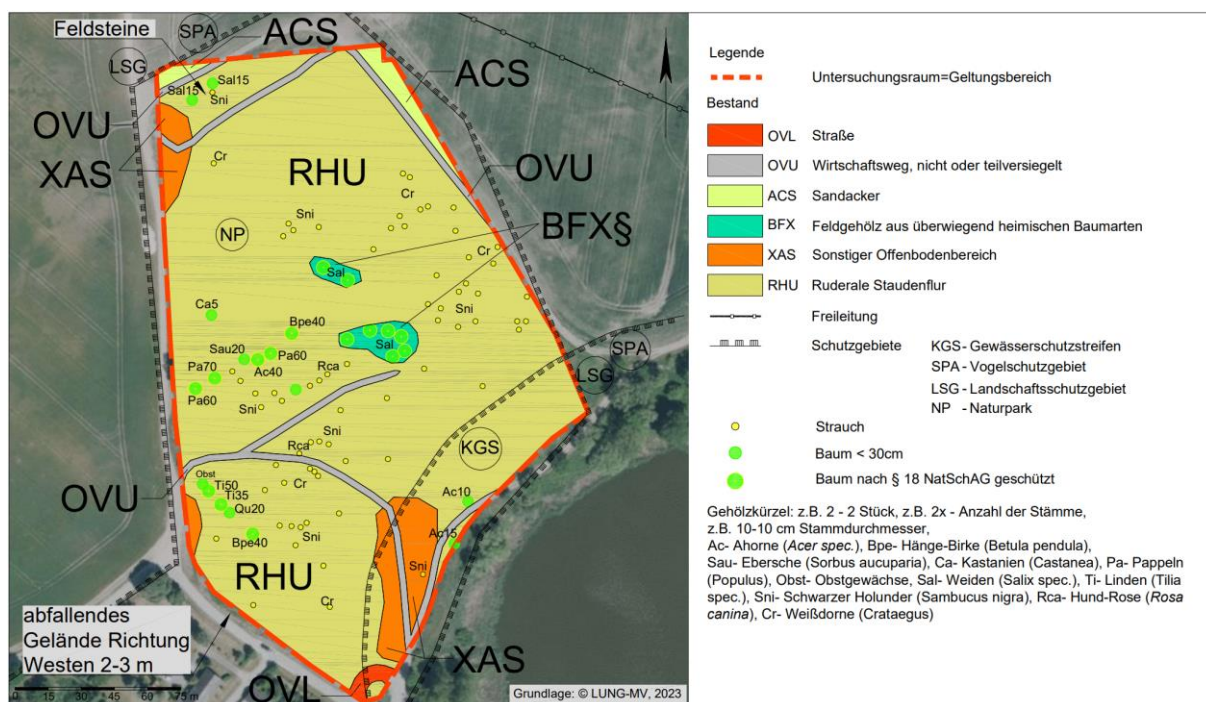 Feldsteine
SPA
ACS
LSG
ACS
Sal15
Sal15
Sni
OVU
XAS
Cr
RHU
OVU
Cr
NP
Sni
BFX§
Cr
Sal
Sni
Ca5
Bpe40
Sal
Sau20
Pa60
Pa70
Ac40
Rca
Pa60
Sni
SPA
LSG
Rca
Sni
KGS
Obst
Ti50
Cr
OVU
Ti35
Qu20
Ac10
Bpe40
Sni
Ac15
RHU
Sni
Cr
abfallendes
Gelände Richtung
Westen 2-3 m
XAS
OVL
0 15 30 45 60 75 m
Grundlage: © LUNG-MV, 2023
Legende
Untersuchungsraum=Geltungsbereich
Bestand
OVL Straße
OVU Wirtschaftsweg, nicht oder teilversiegelt
ACS Sandacker
BFX Feldgehölz aus überwiegend heimischen Baumarten
XAS Sonstiger Offenbodenbereich
RHU Ruderale Staudenflur
Freileitung
Schutzgebiete KGS - Gewässerschutzstreifen
SPA - Vogelschutzgebiet
LSG - Landschaftsschutzgebiet
NP - Naturpark
Strauch
Baum < 30cm
Baum nach § 18 NatSchAG geschützt
Gehölzkürzel: z.B. 2 - 2 Stück, z.B. 2x - Anzahl der Stämme,
z.B. 10-10 cm Stammdurchmesser,
Ac- Ahorne (Acer spec.), Bpe- Hänge-Birke (Betula pendula),
Sau- Ebersche (Sorbus aucuparia), Ca- Kastanien (Castanea), Pa- Pappeln
(Populus), Obst- Obstgewächse, Sal- Weiden (Salix spec.), Ti- Linden (Tilia
spec.), Sni- Schwarzer Holunder (Sambucus nigra), Rca- Hund-Rose (Rosa
canina), Cr- Weißdorne (Crataegus)